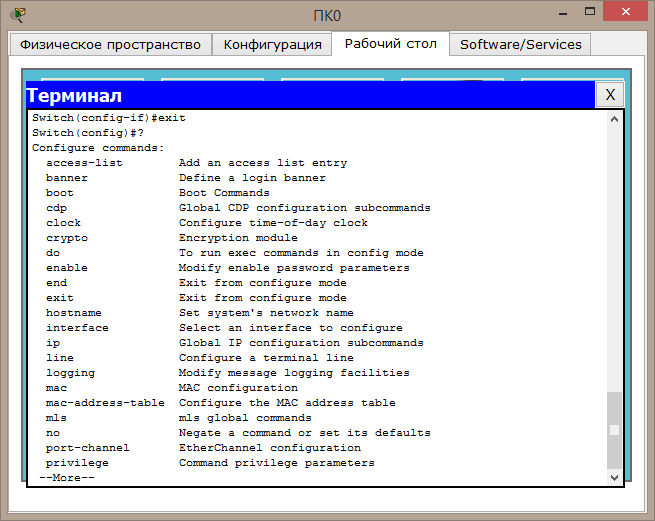 ПК0
Физическое пространство Конфигурация Рабочий стол Software/Services
Терминал X
Switch(config-if)#exit
Switch(config)#?
Configure commands:
access-list Add an access list entry
banner Define a login banner
boot Boot Commands
cdp Global CDP configuration subcommands
clock Configure time-of-day clock
crypto Encryption module
do To run exec commands in config mode
enable Modify enable password parameters
end Exit from configure mode
exit Exit from configure mode
hostname Set system's network name
interface Select an interface to configure
ip Global IP configuration subcommands
line Configure a terminal line
logging Modify message logging facilities
mac MAC configuration
mac-address-table Configure the MAC address table
mls mls global commands
no Negate a command or set its defaults
port-channel EtherChannel configuration
privilege Command privilege parameters
--More--